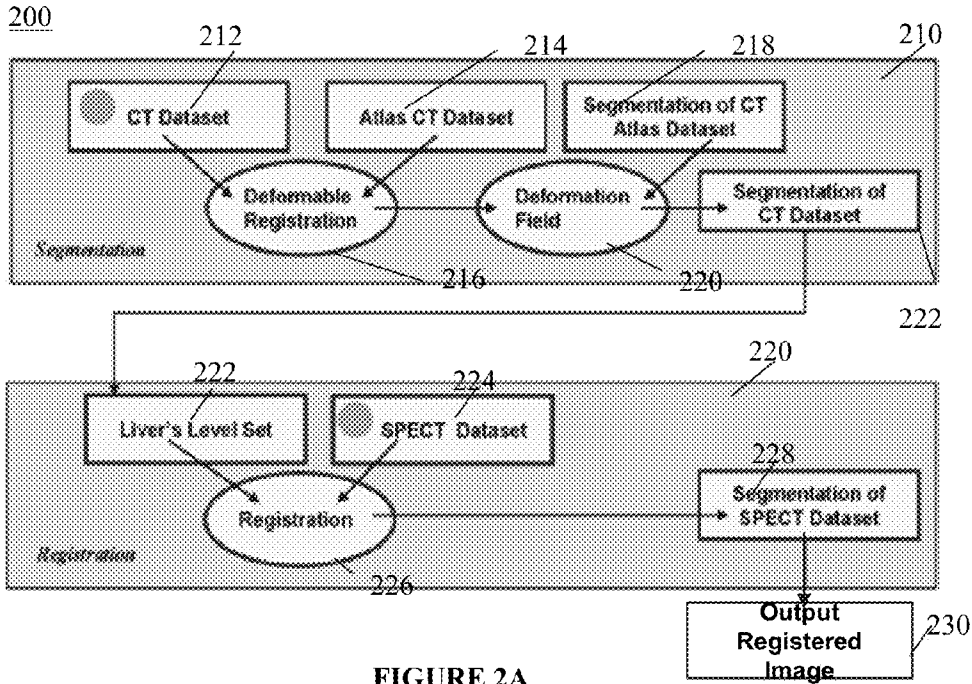 200
212
214
218
210
CT Dataset
Atlas CT Dataset
Segmentation of CT
Atlas Dataset
Deformable
Registration
Deformation
Field
Segmentation of
CT Dataset
Segmentation
216
220
222
220
222
224
Liver's Level Set
SPECT Dataset
228
Segmentation of
SPECT Dataset
Registration
Registration
226
Output
Registered
Image
230
FIGURE 2A